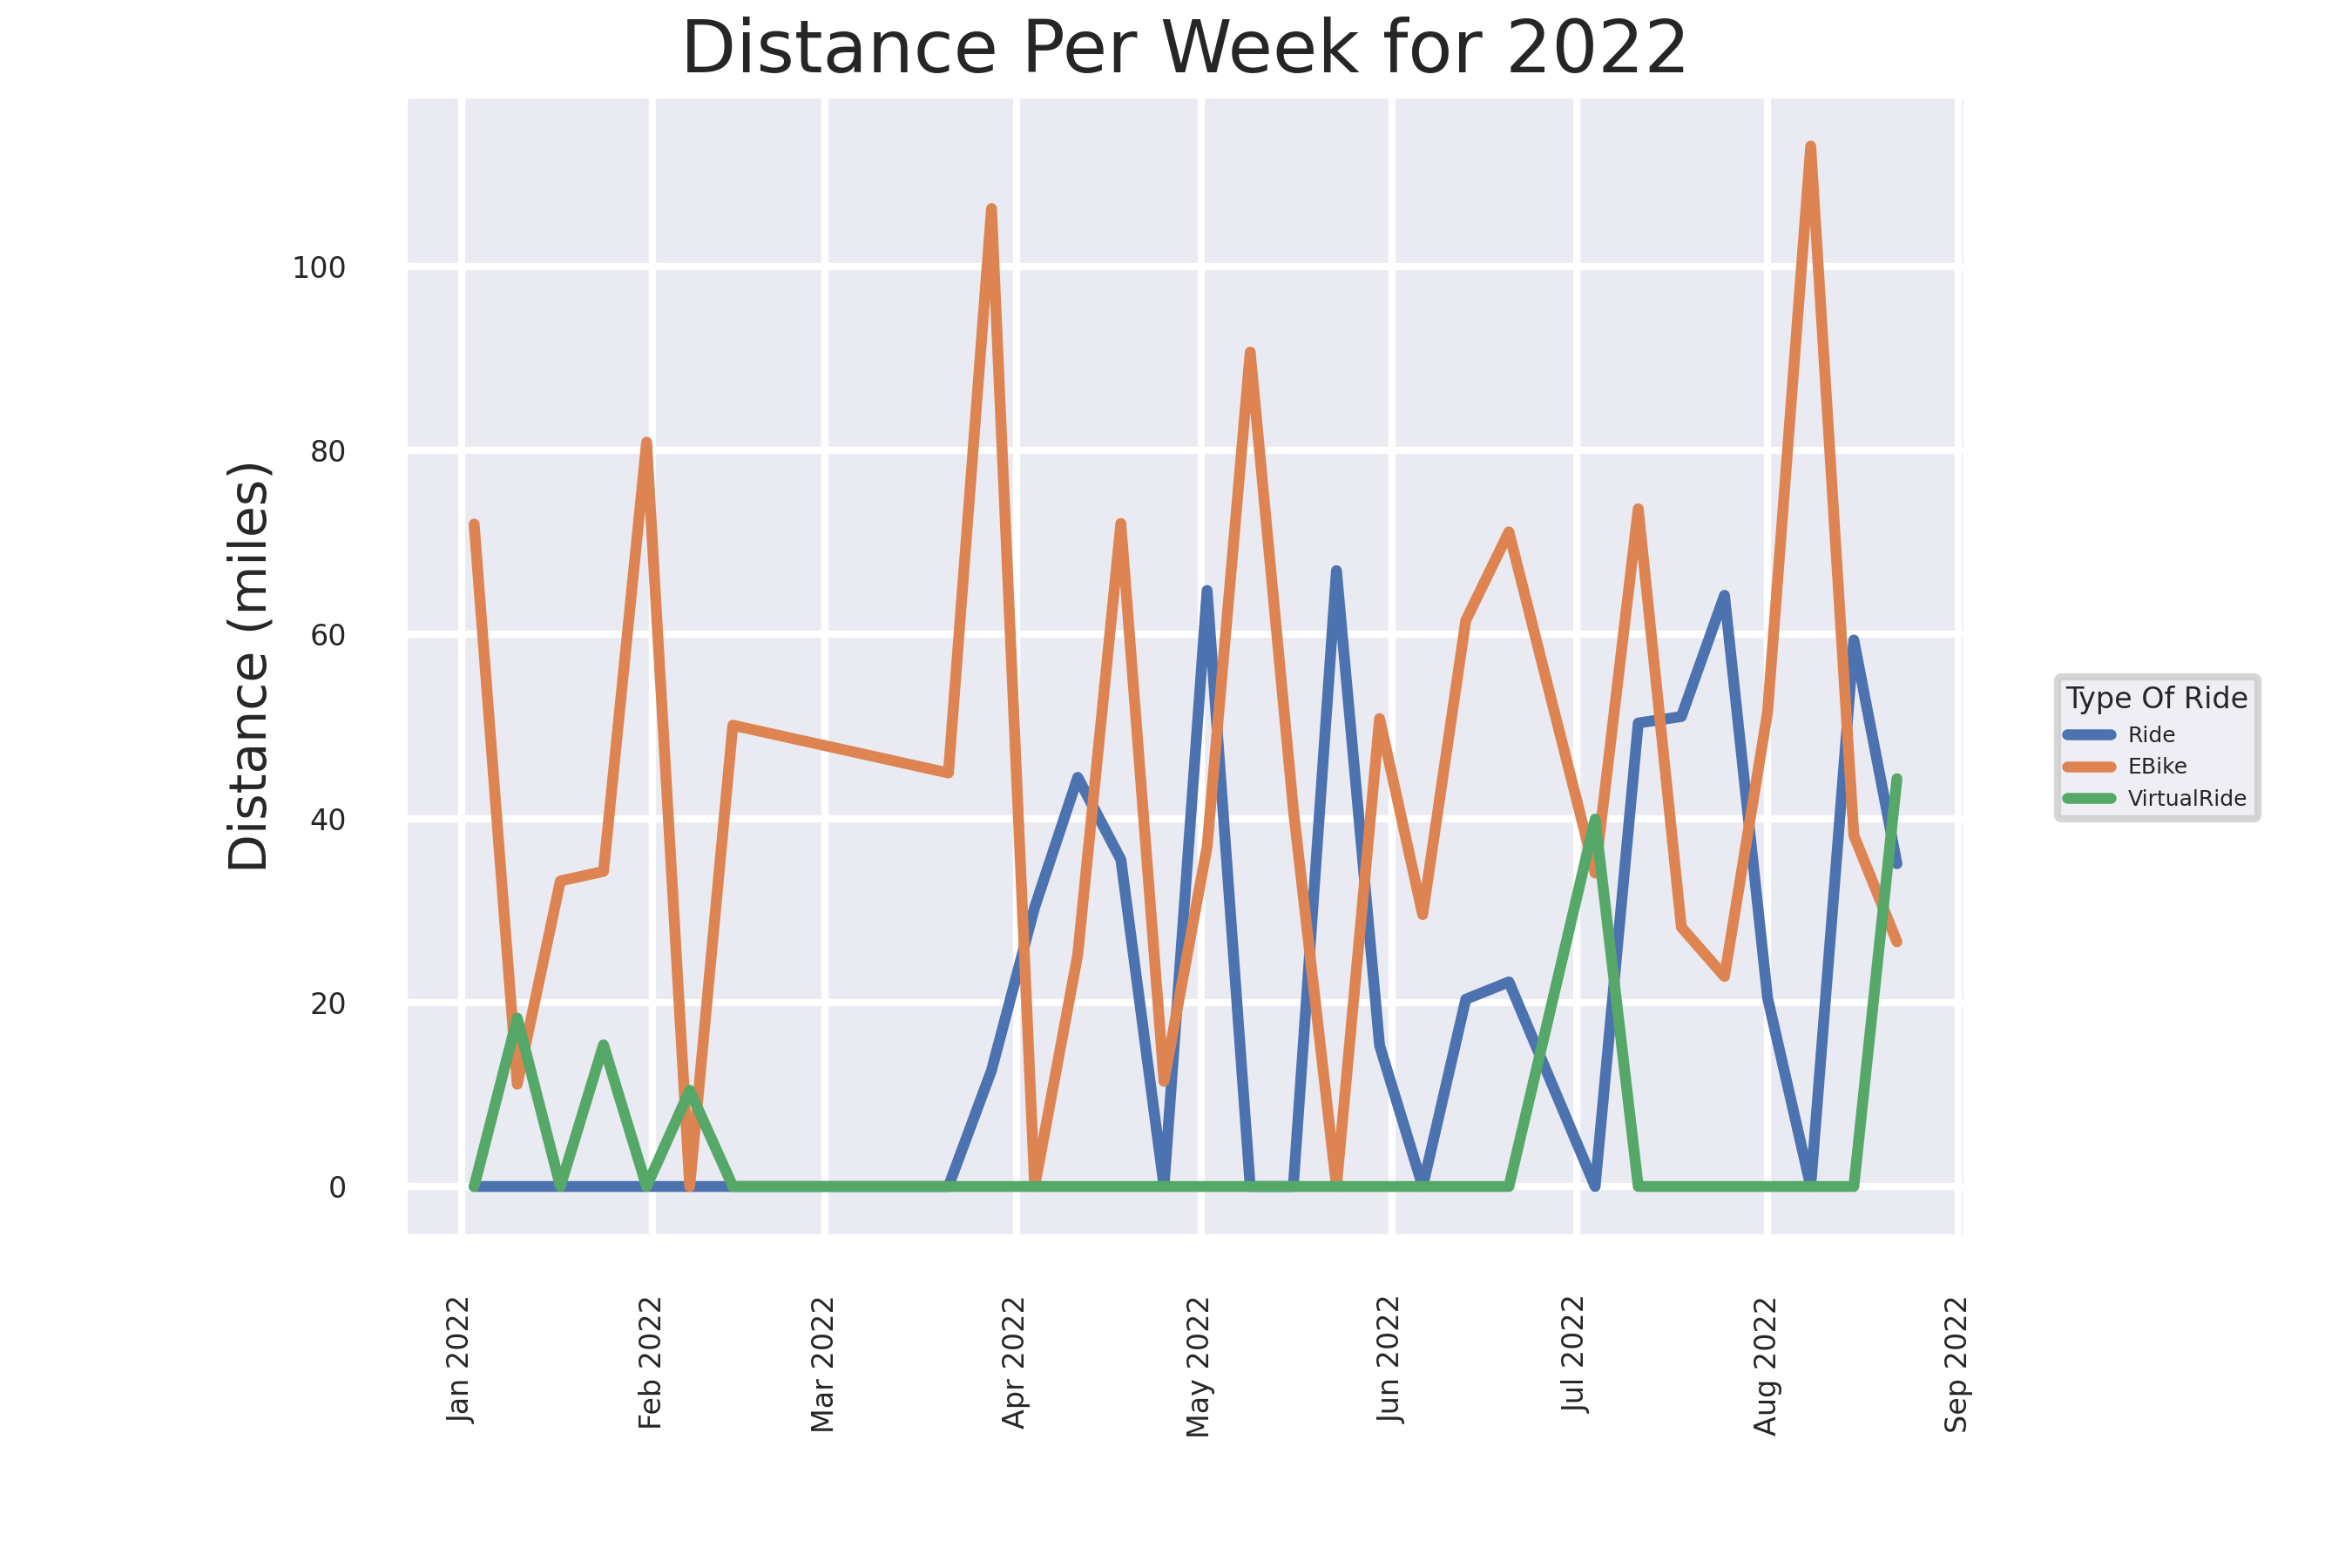 Distance Per Week for 2022
Distance (miles)
100
80
60
40
20
0
Jan 2022
Feb 2022
Mar 2022
Apr 2022
May 2022
Jun 2022
Jul 2022
Aug 2022
Sep 2022
Type Of Ride
Ride
EBike
VirtualRide